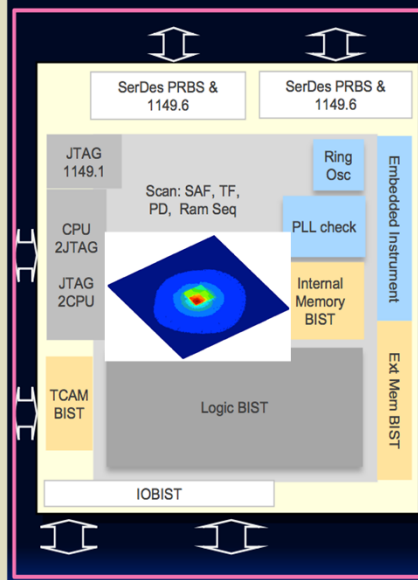 SerDes PRBS &
1149.6
SerDes PRBS &
1149.6
JTAG
1149.1
Scan: SAF, TF,
PD, Ram Seq
Ring
Osc
Embedded Instrument
CPU
2JTAG
PLL check
JTAG
2CPU
Internal
Memory
BIST
TCAM
BIST
Logic BIST
Ext Mem BIST
IOBIST